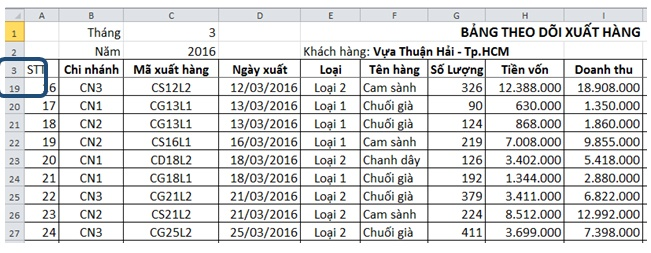 A B C D E F G H I
1 Tháng 3 BẢNG THEO DÕI XUẤT HÀNG
2 Năm 2016 Khách hàng: Vựa Thuận Hải - Tp.HCM
3 STT Chi nhánh Mã xuất hàng Ngày xuất Loại Tên hàng Số Lượng Tiền vốn Doanh thu
19 16 CN3 CS12L2 12/03/2016 Loại 2 Cam sành 326 12.388.000 18.908.000
20 17 CN1 CG13L1 13/03/2016 Loại 1 Chuối già 90 630.000 1.350.000
21 18 CN2 CG13L1 13/03/2016 Loại 1 Chuối già 124 868.000 1.860.000
22 19 CN2 CS16L1 16/03/2016 Loại 1 Cam sành 219 7.008.000 9.855.000
23 20 CN1 CD18L2 18/03/2016 Loại 2 Chanh dây 126 3.402.000 5.418.000
24 21 CN1 CG18L1 18/03/2016 Loại 1 Chuối già 192 1.344.000 2.880.000
25 22 CN3 CG21L2 21/03/2016 Loại 2 Chuối già 379 3.411.000 6.822.000
26 23 CN2 CS21L2 21/03/2016 Loại 2 Cam sành 224 8.512.000 12.992.000
27 24 CN3 CG25L2 25/03/2016 Loại 2 Chuối già 411 3.699.000 7.398.000